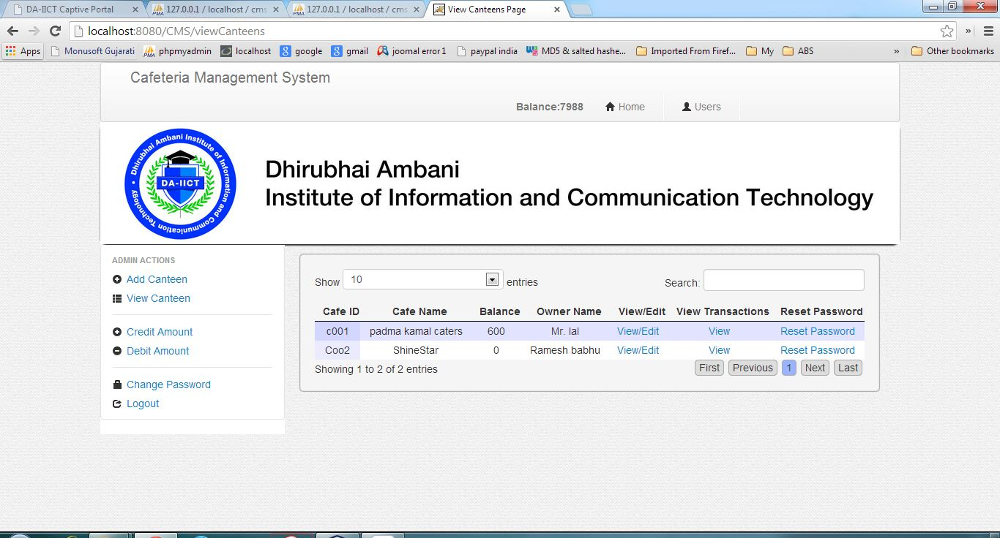 DA-IICT Captive Portal
127.0.0.1 / localhost / cms
127.0.0.1 / localhost / cms
View Canteens Page
localhost:8080/CMS/viewCanteens
Apps Monusoft Gujarati phpmyadmin localhost google gmail joomal error1 paypal india MD5 & salted hashe... Imported From Firef... My ABS » Other bookmarks
Cafeteria Management System
Balance:7988 Home Users
Dhirubhai Ambani Institute of Information and Communication Technology
DA-IICT
Dhirubhai Ambani
Institute of Information and Communication Technology
ADMIN ACTIONS
Add Canteen
View Canteen
Credit Amount
Debit Amount
Change Password
Logout
Show 10 entries Search:
Cafe ID Cafe Name Balance Owner Name View/Edit View Transactions Reset Password
c001 padma kamal caters 600 Mr. lal View/Edit View Reset Password
Coo2 ShineStar 0 Ramesh babhu View/Edit View Reset Password
Showing 1 to 2 of 2 entries First Previous 1 Next Last